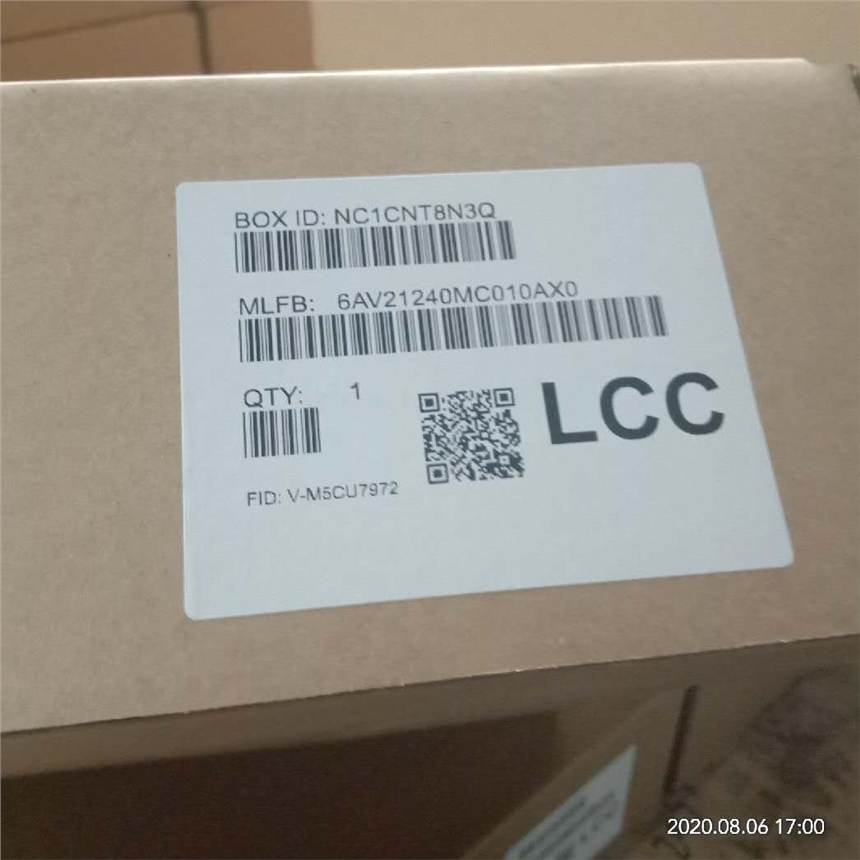 BOX ID: NC1CNT8N3Q
MLFB: 6AV21240MC010AX0
QTY: 1
LCC
FID: V-M5CU7972
2020.08.06 17:00